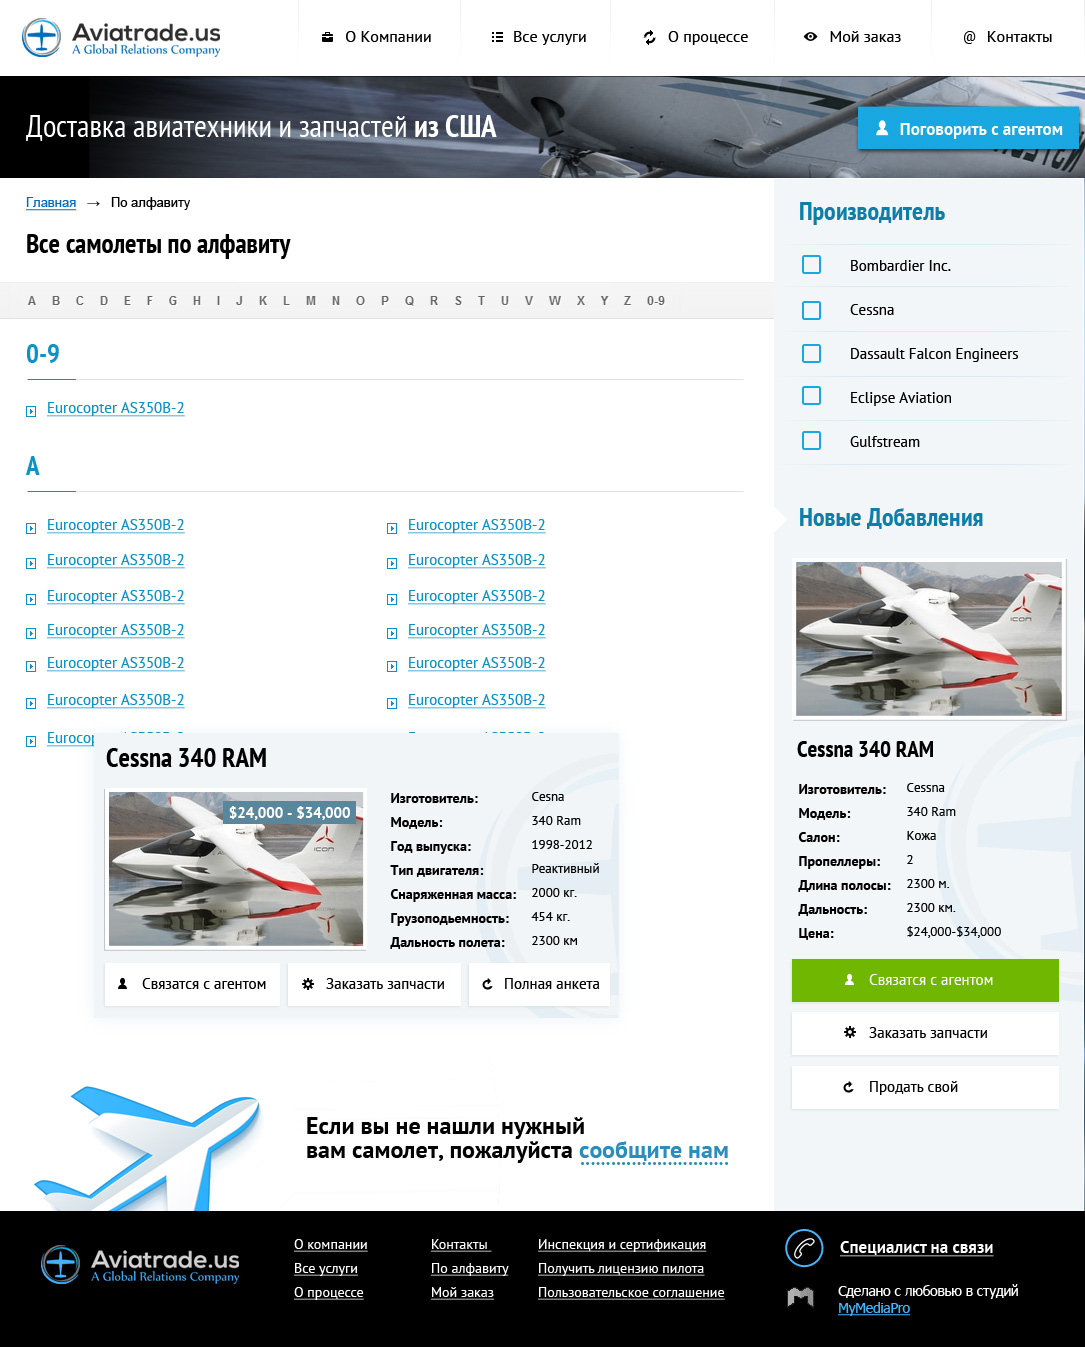 Aviatrade.us
A Global Relations Company
О Компании
Все услуги
О процессе
Мой заказ
@ Контакты
Доставка авиатехники и запчастей из США
Поговорить с агентом
Главная → По алфавиту
Все самолеты по алфавиту
A B C D E F G H I J K L M N O P Q R S T U V W X Y Z 0-9
0-9
Eurocopter AS350B-2
A
Eurocopter AS350B-2 Eurocopter AS350B-2
Eurocopter AS350B-2 Eurocopter AS350B-2
Eurocopter AS350B-2 Eurocopter AS350B-2
Eurocopter AS350B-2 Eurocopter AS350B-2
Eurocopter AS350B-2 Eurocopter AS350B-2
Eurocopter AS350B-2 Eurocopter AS350B-2
Cessna 340 RAM
$24,000 - $34,000
ICON
Изготовитель: Cesna
Модель: 340 Ram
Год выпуска: 1998-2012
Тип двигателя: Реактивный
Снаряженная масса: 2000 кг.
Грузоподьемность: 454 кг.
Дальность полета: 2300 км
Связатся с агентом
Заказать запчасти
Полная анкета
Если вы не нашли нужный
вам самолет, пожалуйста сообщите нам
Производитель
Bombardier Inc.
Cessna
Dassault Falcon Engineers
Eclipse Aviation
Gulfstream
Новые Добавления
ICON
Cessna 340 RAM
Изготовитель: Cessna
Модель: 340 Ram
Салон: Кожа
Пропеллеры: 2
Длина полосы: 2300 м.
Дальность: 2300 км.
Цена: $24,000-$34,000
Связатся с агентом
Заказать запчасти
Продать свой
Aviatrade.us
A Global Relations Company
О компании
Все услуги
О процессе
Контакты
По алфавиту
Мой заказ
Инспекция и сертификация
Получить лицензию пилота
Пользовательское соглашение
Специалист на связи
Сделано с любовью в студий
MyMediaPro